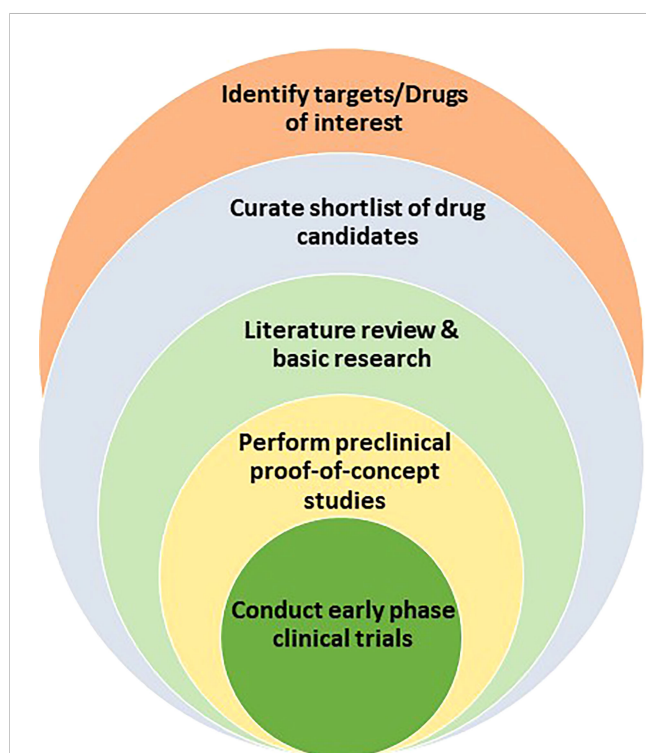 Identify targets/Drugs
of interest
Curate shortlist of drug
candidates
Literature review &
basic research
Perform preclinical
proof-of-concept
studies
Conduct early phase
clinical trials